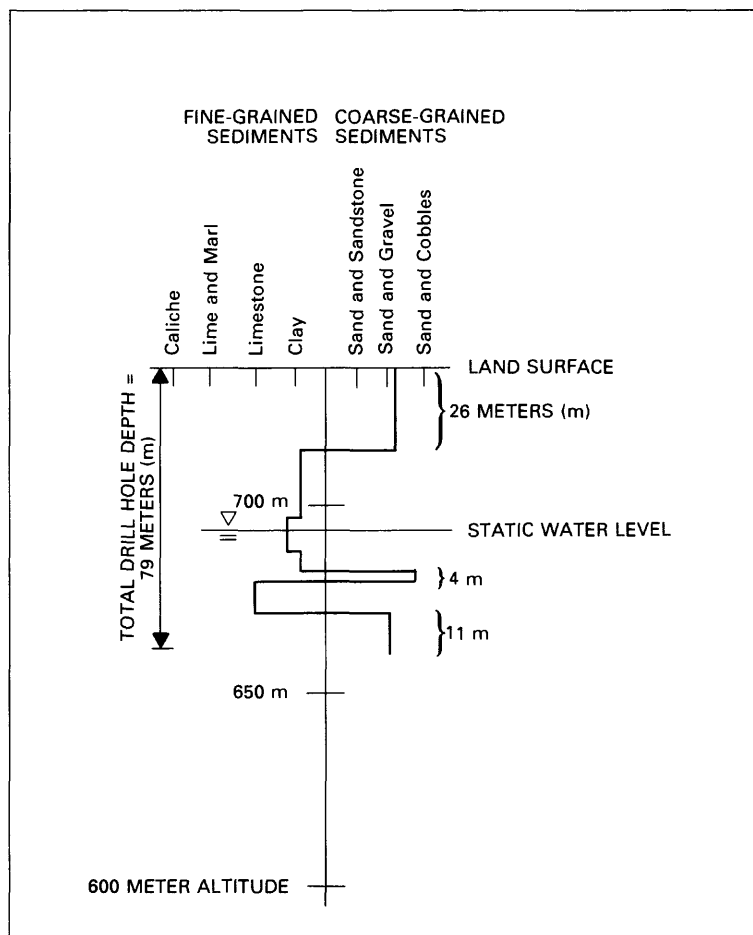 FINE-GRAINED
SEDIMENTS
COARSE-GRAINED
SEDIMENTS
Caliche
Lime and Marl
Limestone
Clay
Sand and Sandstone
Sand and Gravel
Sand and Cobbles
LAND SURFACE
26 METERS (m)
TOTAL DRILL HOLE DEPTH =
79 METERS (m)
700 m
STATIC WATER LEVEL
4 m
11 m
650 m
600 METER ALTITUDE